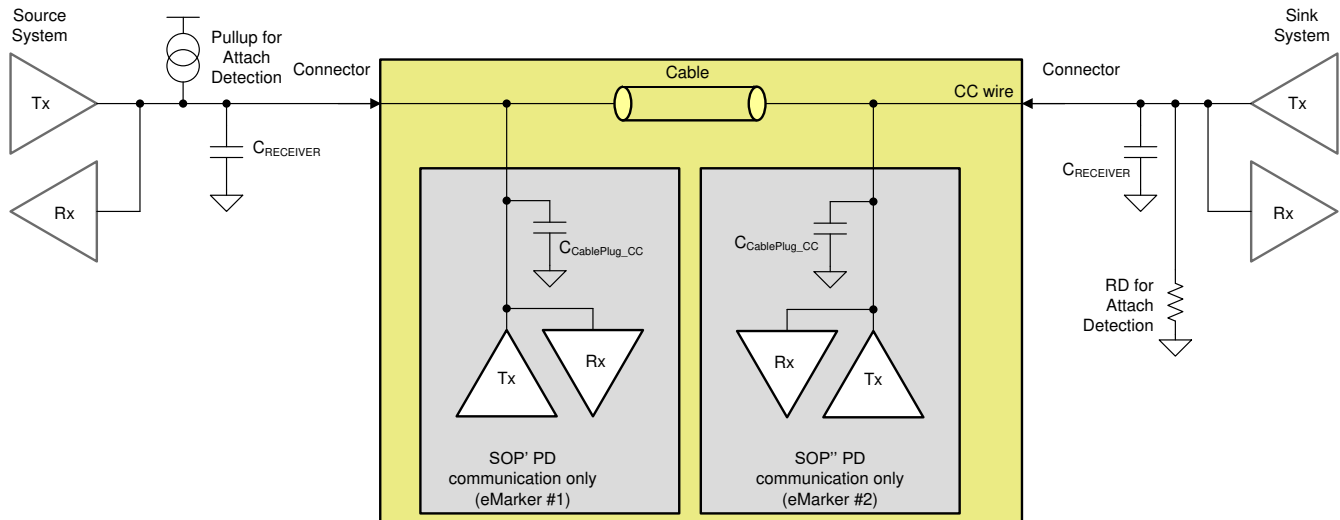 Source
System
Pullup for
Attach
Detection
Connector
Tx
Rx
CRECEIVER
Cable
CC wire
Connector
Sink
System
Tx
Rx
CRECEIVER
RD for
Attach
Detection
CCablePlug_CC
Tx
Rx
SOP' PD
communication only
(eMarker #1)
CCablePlug_CC
Rx
Tx
SOP'' PD
communication only
(eMarker #2)